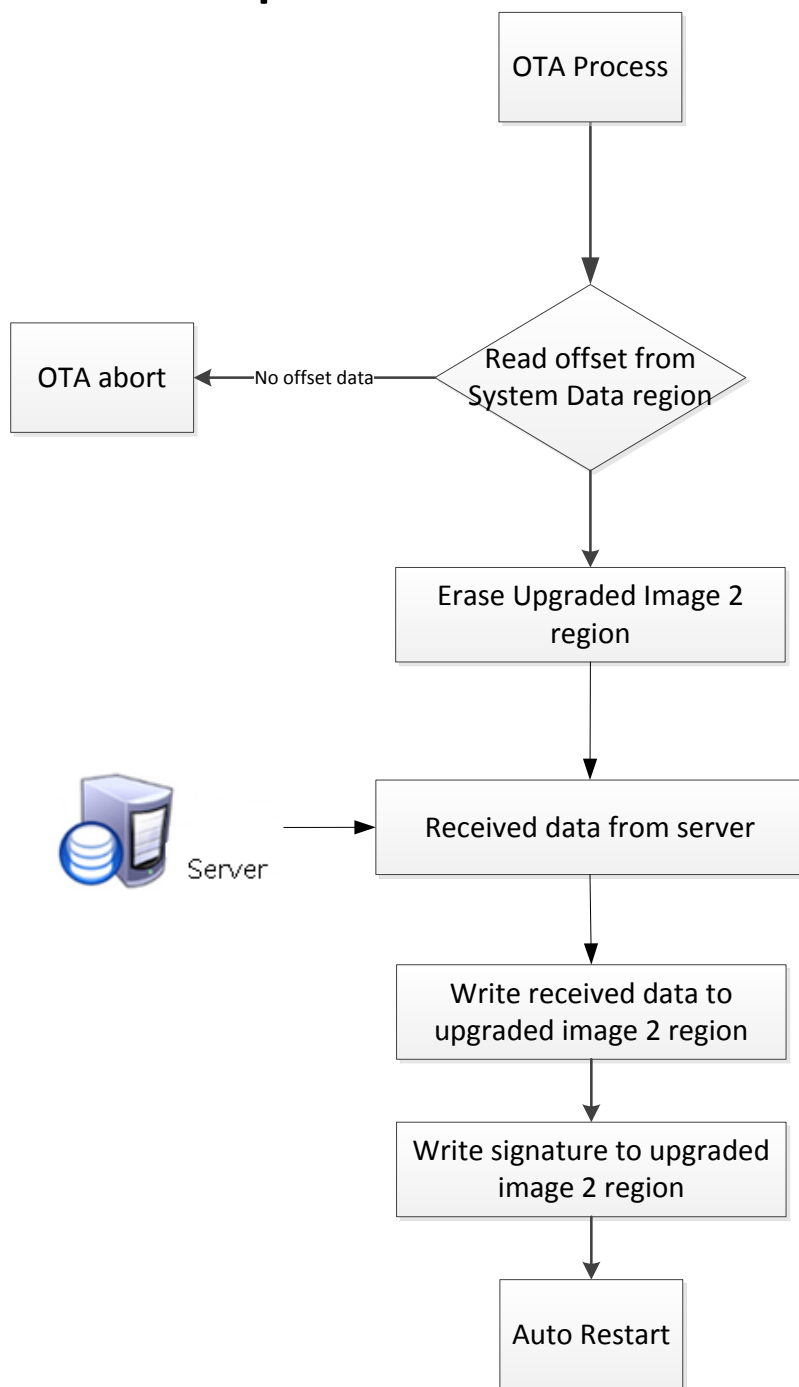 OTA Process
Read offset from
System Data region
No offset data
OTA abort
Erase Upgraded Image 2
region
Server
Received data from server
Write received data to
upgraded image 2 region
Write signature to upgraded
image 2 region
Auto Restart